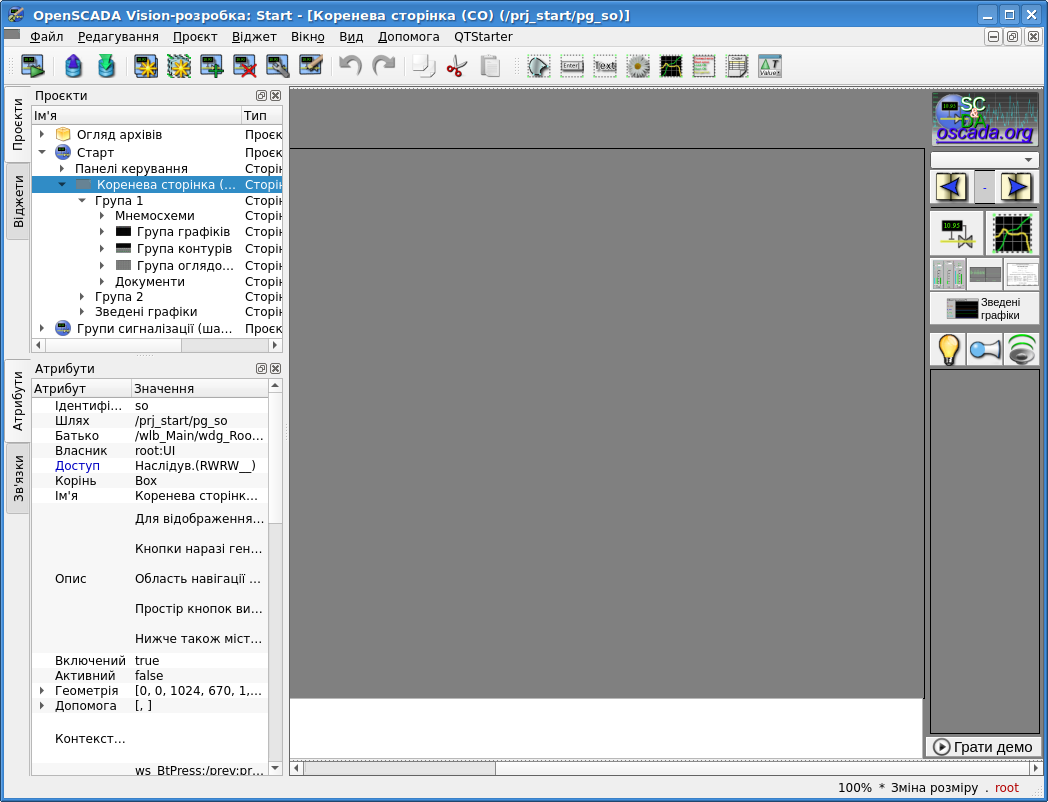 OpenSCADA Vision-розробка: Start - [Коренева сторінка (СО) (/prj_start/pg_so)]
Файл Редагування Проєкт Віджет Вікно Вид Допомога QTStarter
Проєкти
Ім'я Тип
Огляд архівів Проєк
Старт Проєк
Панелі керування Сторін
Коренева сторінка (... Сторін
Група 1 Сторін
Мнемосхеми Сторін
Група графіків Сторін
Група контурів Сторін
Група оглядо... Сторін
Документи Сторін
Група 2 Сторін
Зведені графіки Сторін
Групи сигналізації (ша... Проєк
Проєкти
Віджети
Атрибути
Атрибут Значення
Ідентифі... so
Шлях /prj_start/pg_so
Батько /wlb_Main/wdg_Roo...
Власник root:UI
Доступ Наслідув.(RWRW__)
Корінь Box
Ім'я Коренева сторінк...
Для відображення...
Кнопки наразі ген...
Опис Область навігації ...
Простір кнопок ви...
Нижче також міст...
Включений true
Активний false
Геометрія [0, 0, 1024, 670, 1,...
Допомога [, ]
Контекст...
ws_BtPress:/prev:pr...
Атрибути
Зв'язки
SC
&
DA
oscada.org
-
10.95
Зведені
графіки
Грати демо
100% * Зміна розміру . root